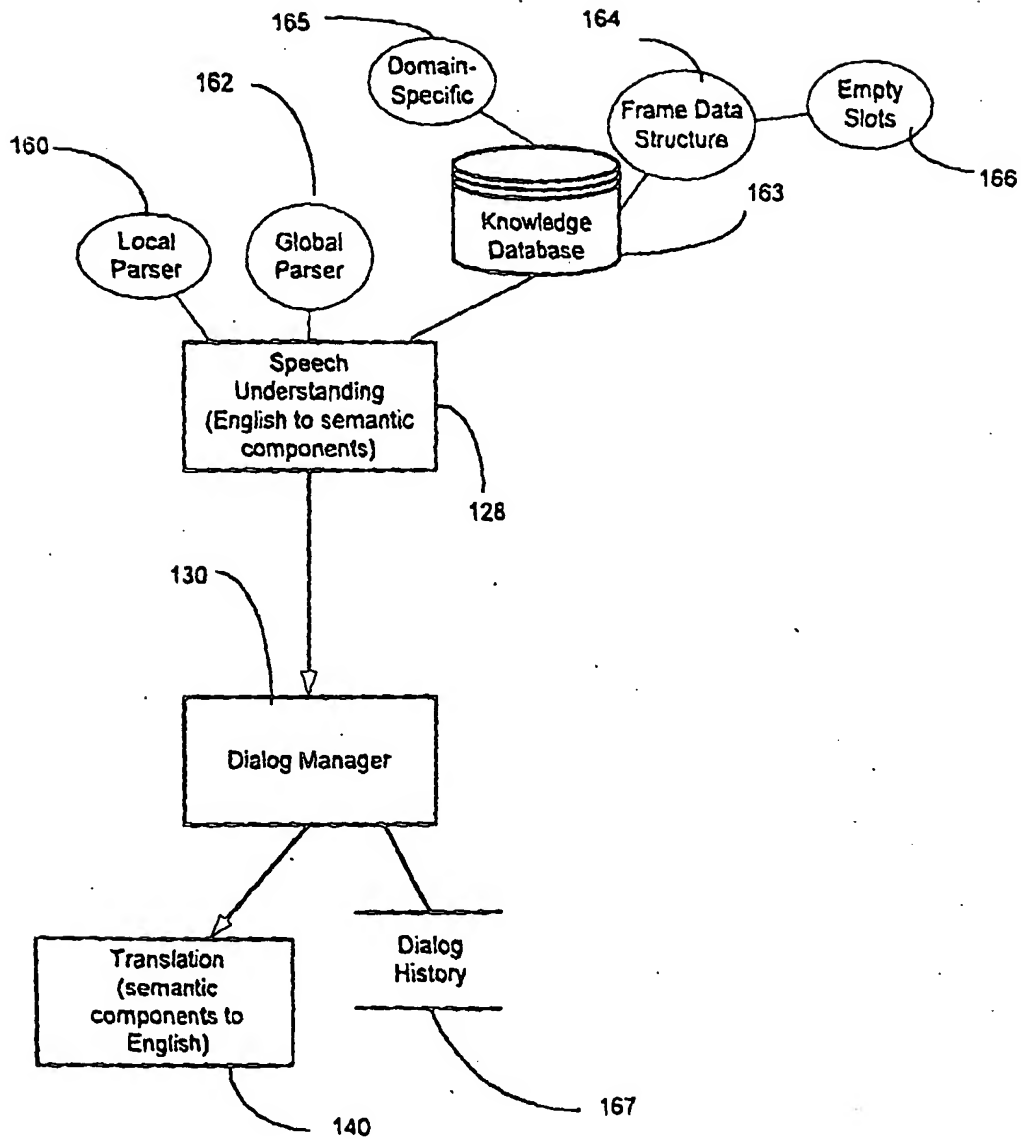 165
164
Domain-
Specific
162
Frame Data
Structure
Empty
Slots
160
166
163
Local
Parser
Global
Parser
Knowledge
Database
Speech
Understanding
(English to semantic
components)
128
130
Dialog Manager
Translation
(semantic
components to
English)
Dialog
History
140
167